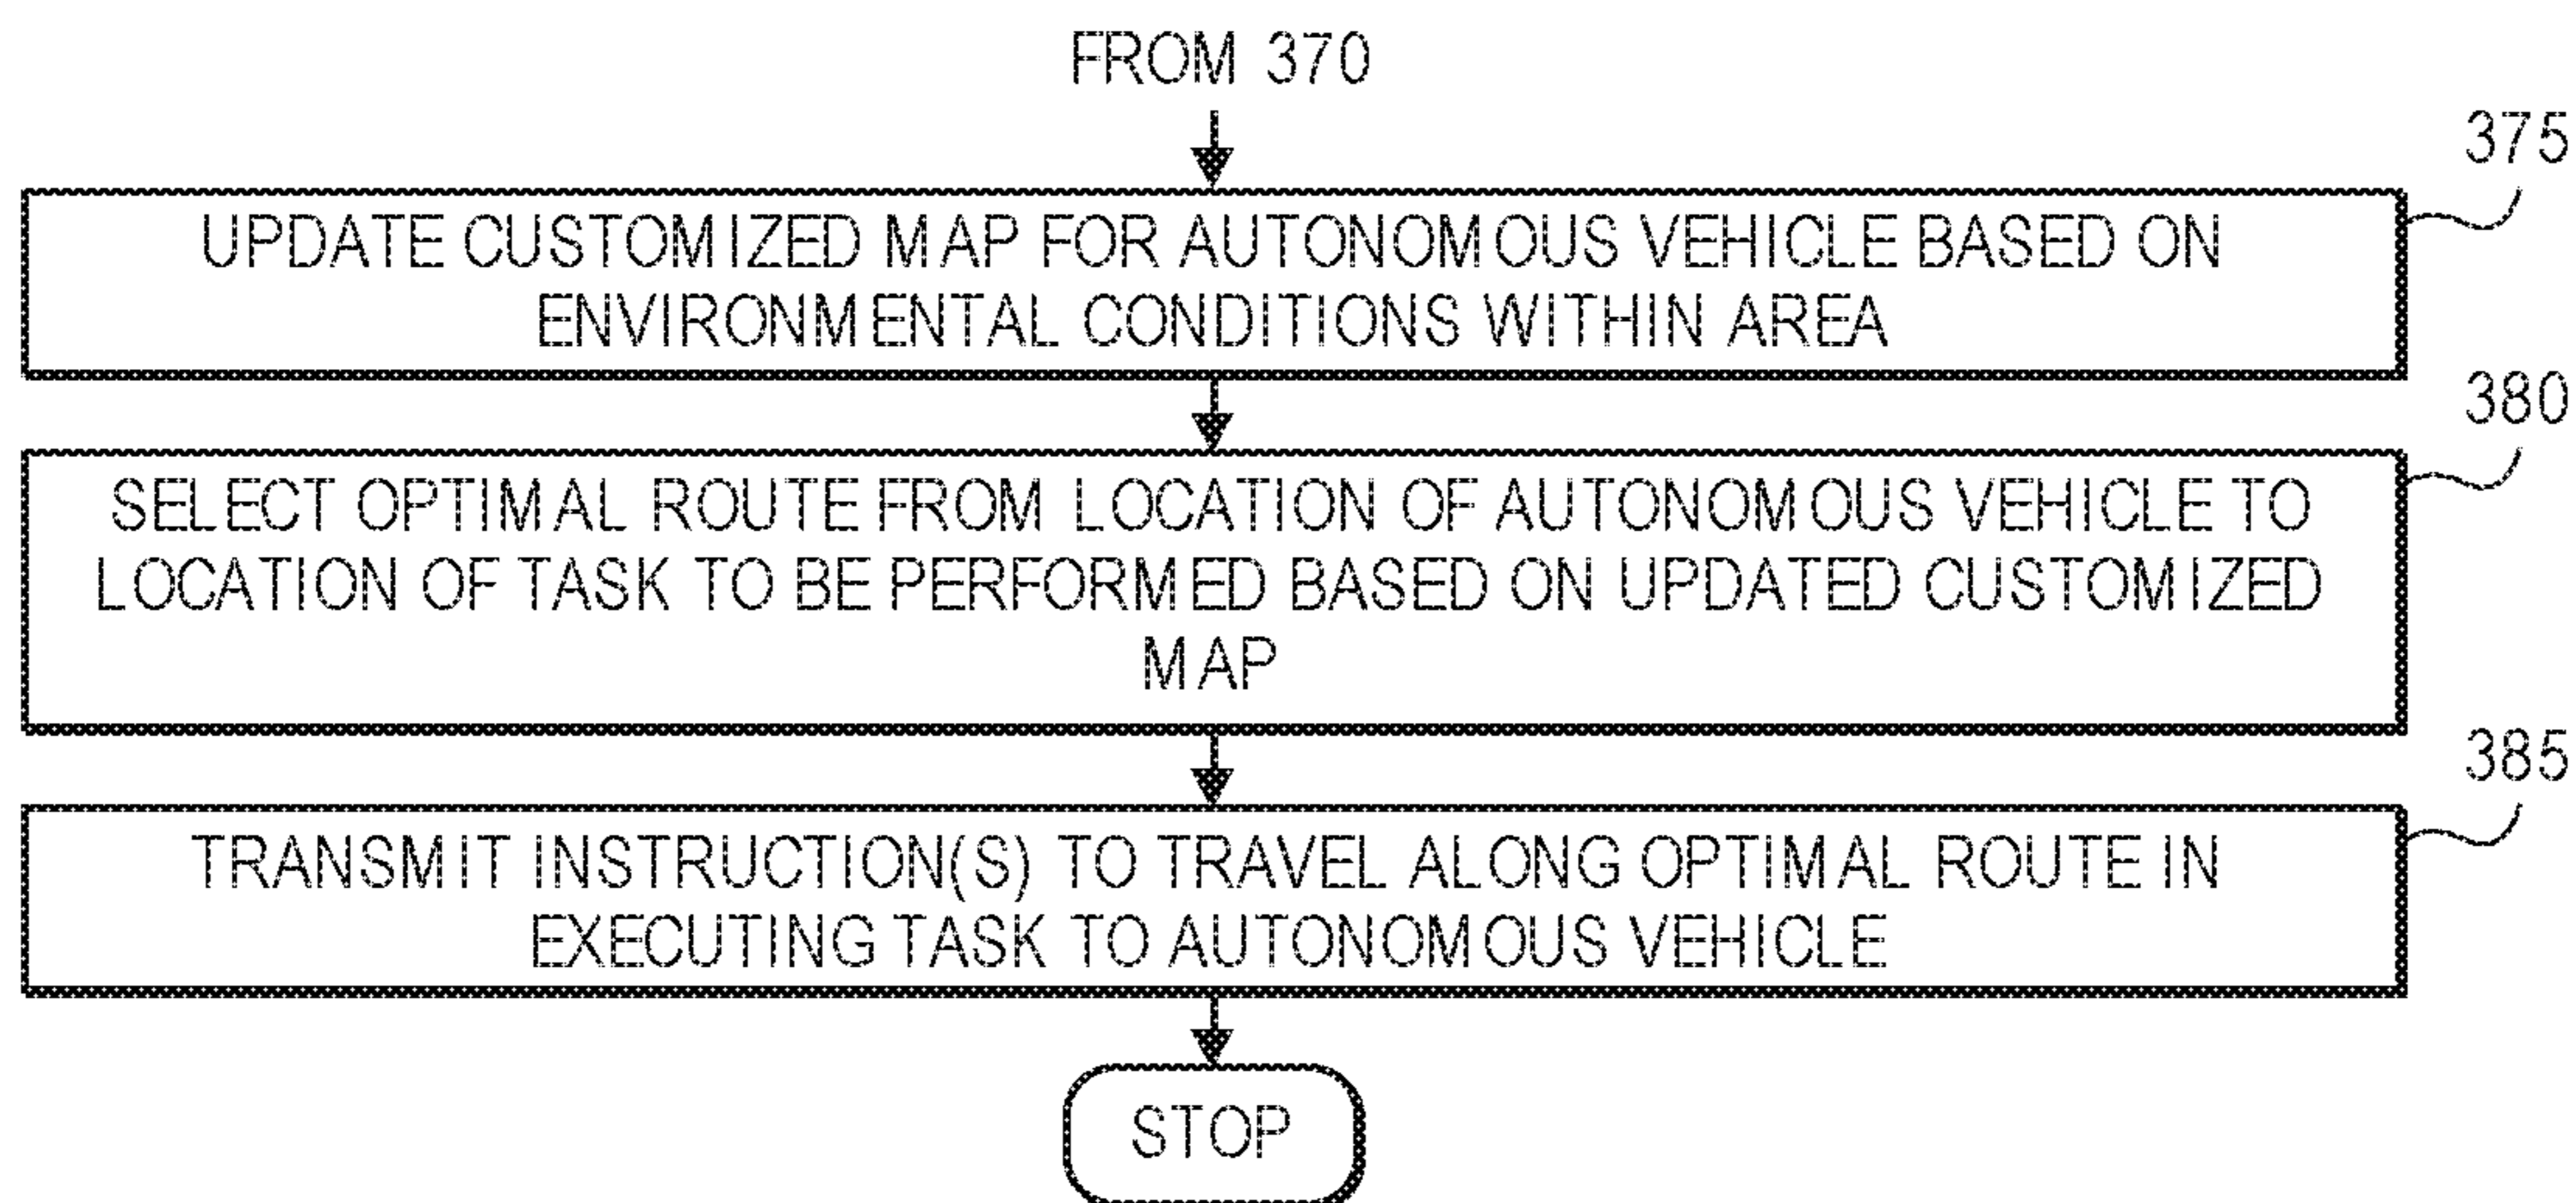 FROM 370
375
UPDATE CUSTOMIZED MAP FOR AUTONOMOUS VEHICLE BASED ON
ENVIRONMENTAL CONDITIONS WITHIN AREA
380
SELECT OPTIMAL ROUTE FROM LOCATION OF AUTONOMOUS VEHICLE TO
LOCATION OF TASK TO BE PERFORMED BASED ON UPDATED CUSTOMIZED
MAP
385
TRANSMIT INSTRUCTION(S) TO TRAVEL ALONG OPTIMAL ROUTE IN
EXECUTING TASK TO AUTONOMOUS VEHICLE
STOP